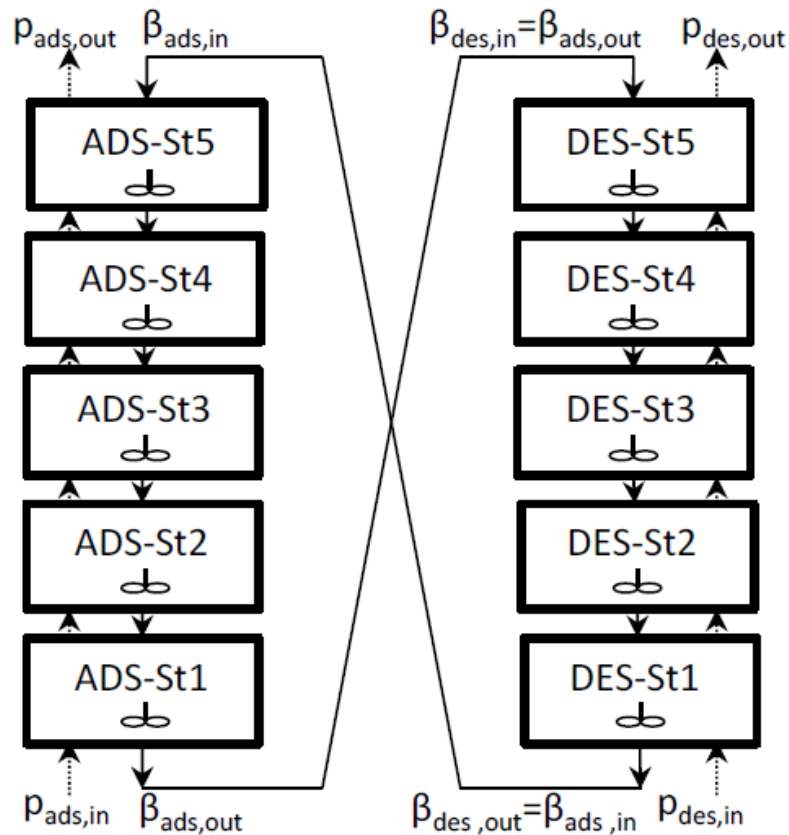 p_ads,out β_ads,in β_des,in=β_ads,out p_des,out
ADS-St5 DES-St5
ADS-St4 DES-St4
ADS-St3 DES-St3
ADS-St2 DES-St2
ADS-St1 DES-St1
p_ads,in β_ads,out β_des ,out=β_ads ,in p_des,in